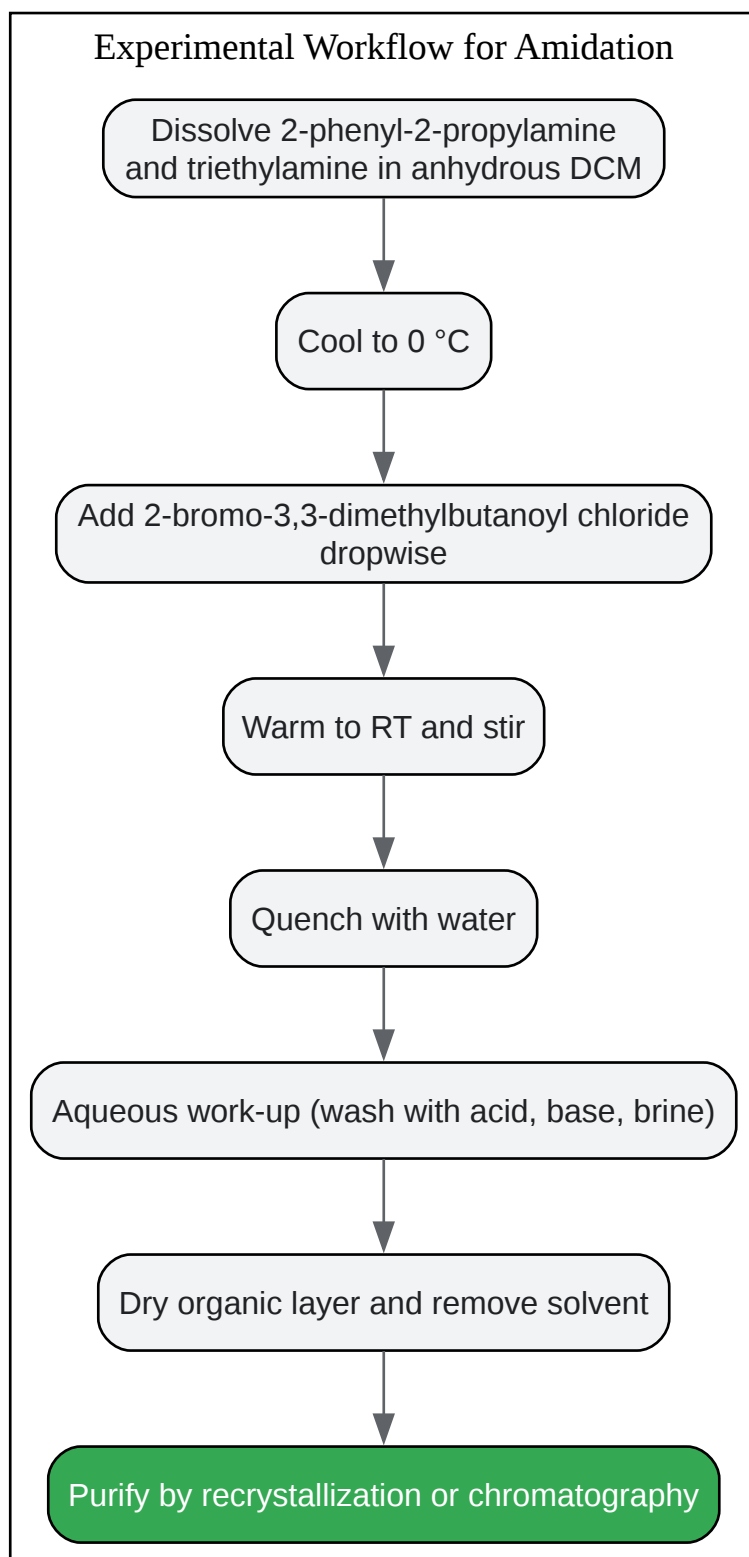 Experimental Workflow for Amidation
Dissolve 2-phenyl-2-propylamine
and triethylamine in anhydrous DCM
Cool to 0 °C
Add 2-bromo-3,3-dimethylbutanoyl chloride
dropwise
Warm to RT and stir
Quench with water
Aqueous work-up (wash with acid, base, brine)
Dry organic layer and remove solvent
Purify by recrystallization or chromatography